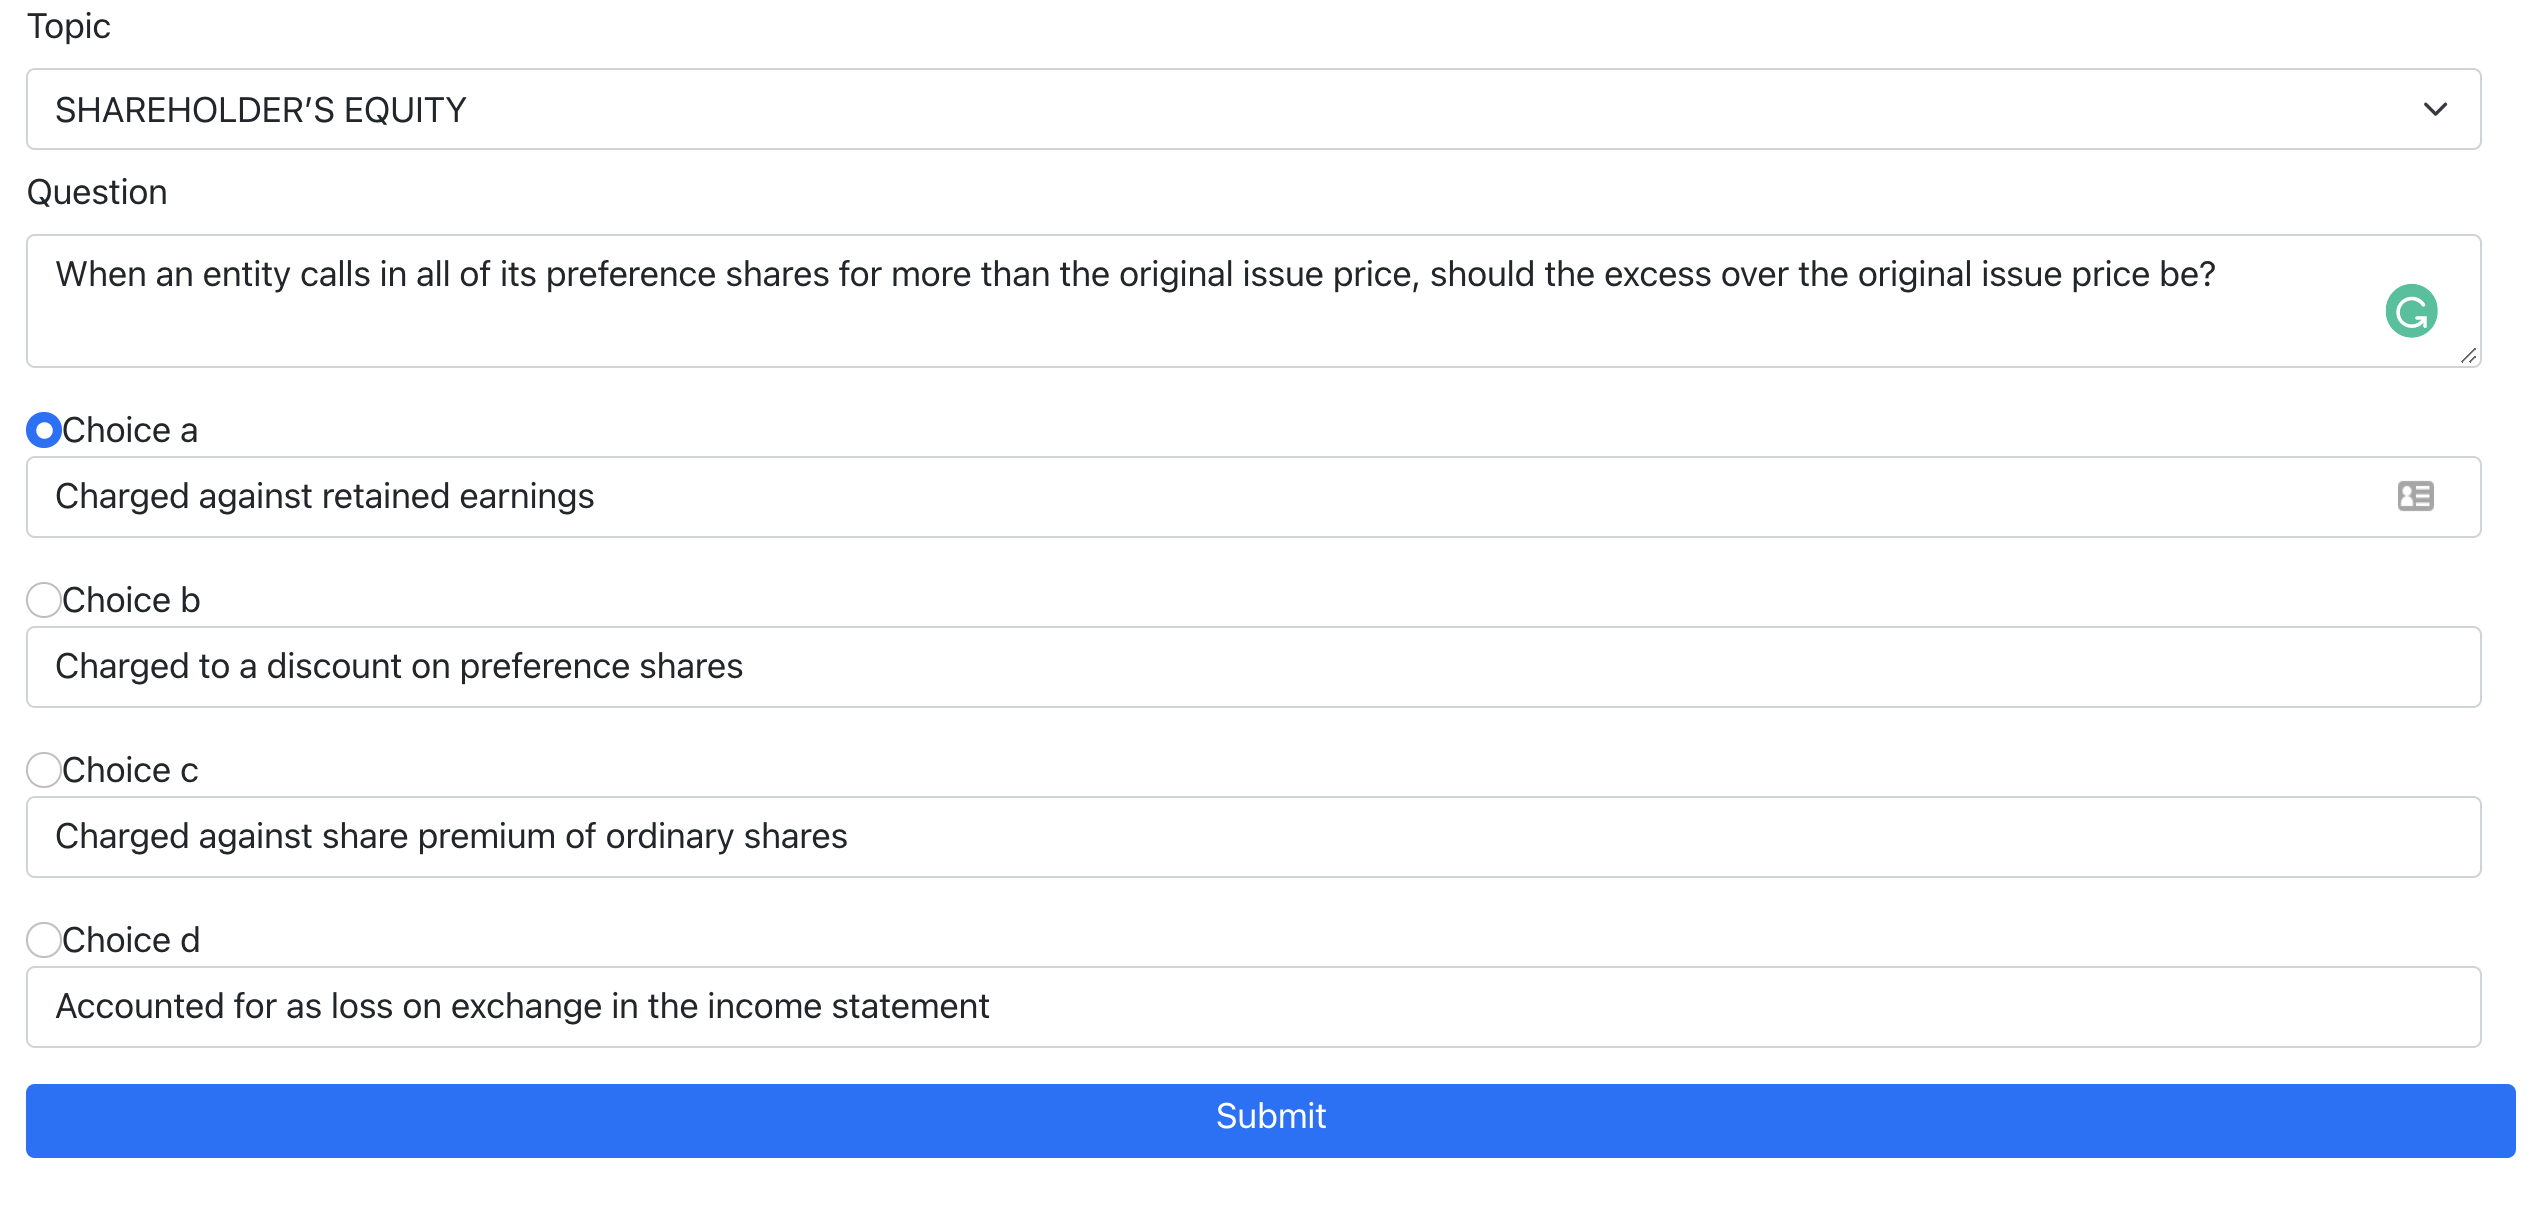 Topic
SHAREHOLDER’S EQUITY
Question
When an entity calls in all of its preference shares for more than the original issue price, should the excess over the original issue price be?
Choice a
Charged against retained earnings
Choice b
Charged to a discount on preference shares
Choice c
Charged against share premium of ordinary shares
Choice d
Accounted for as loss on exchange in the income statement
Submit